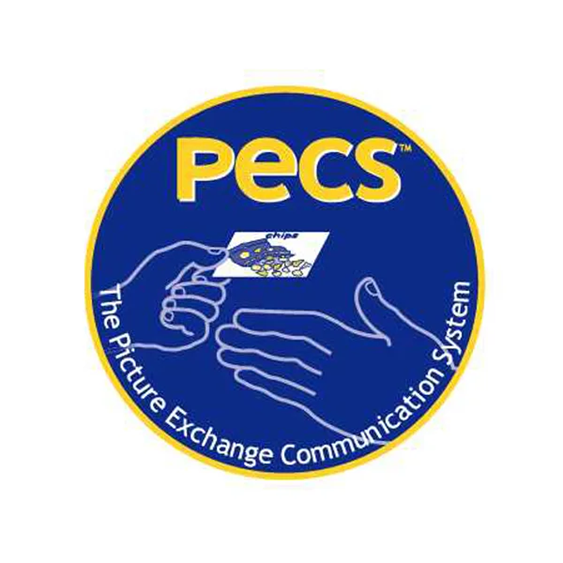 PECS™
chips
The Picture Exchange Communication System